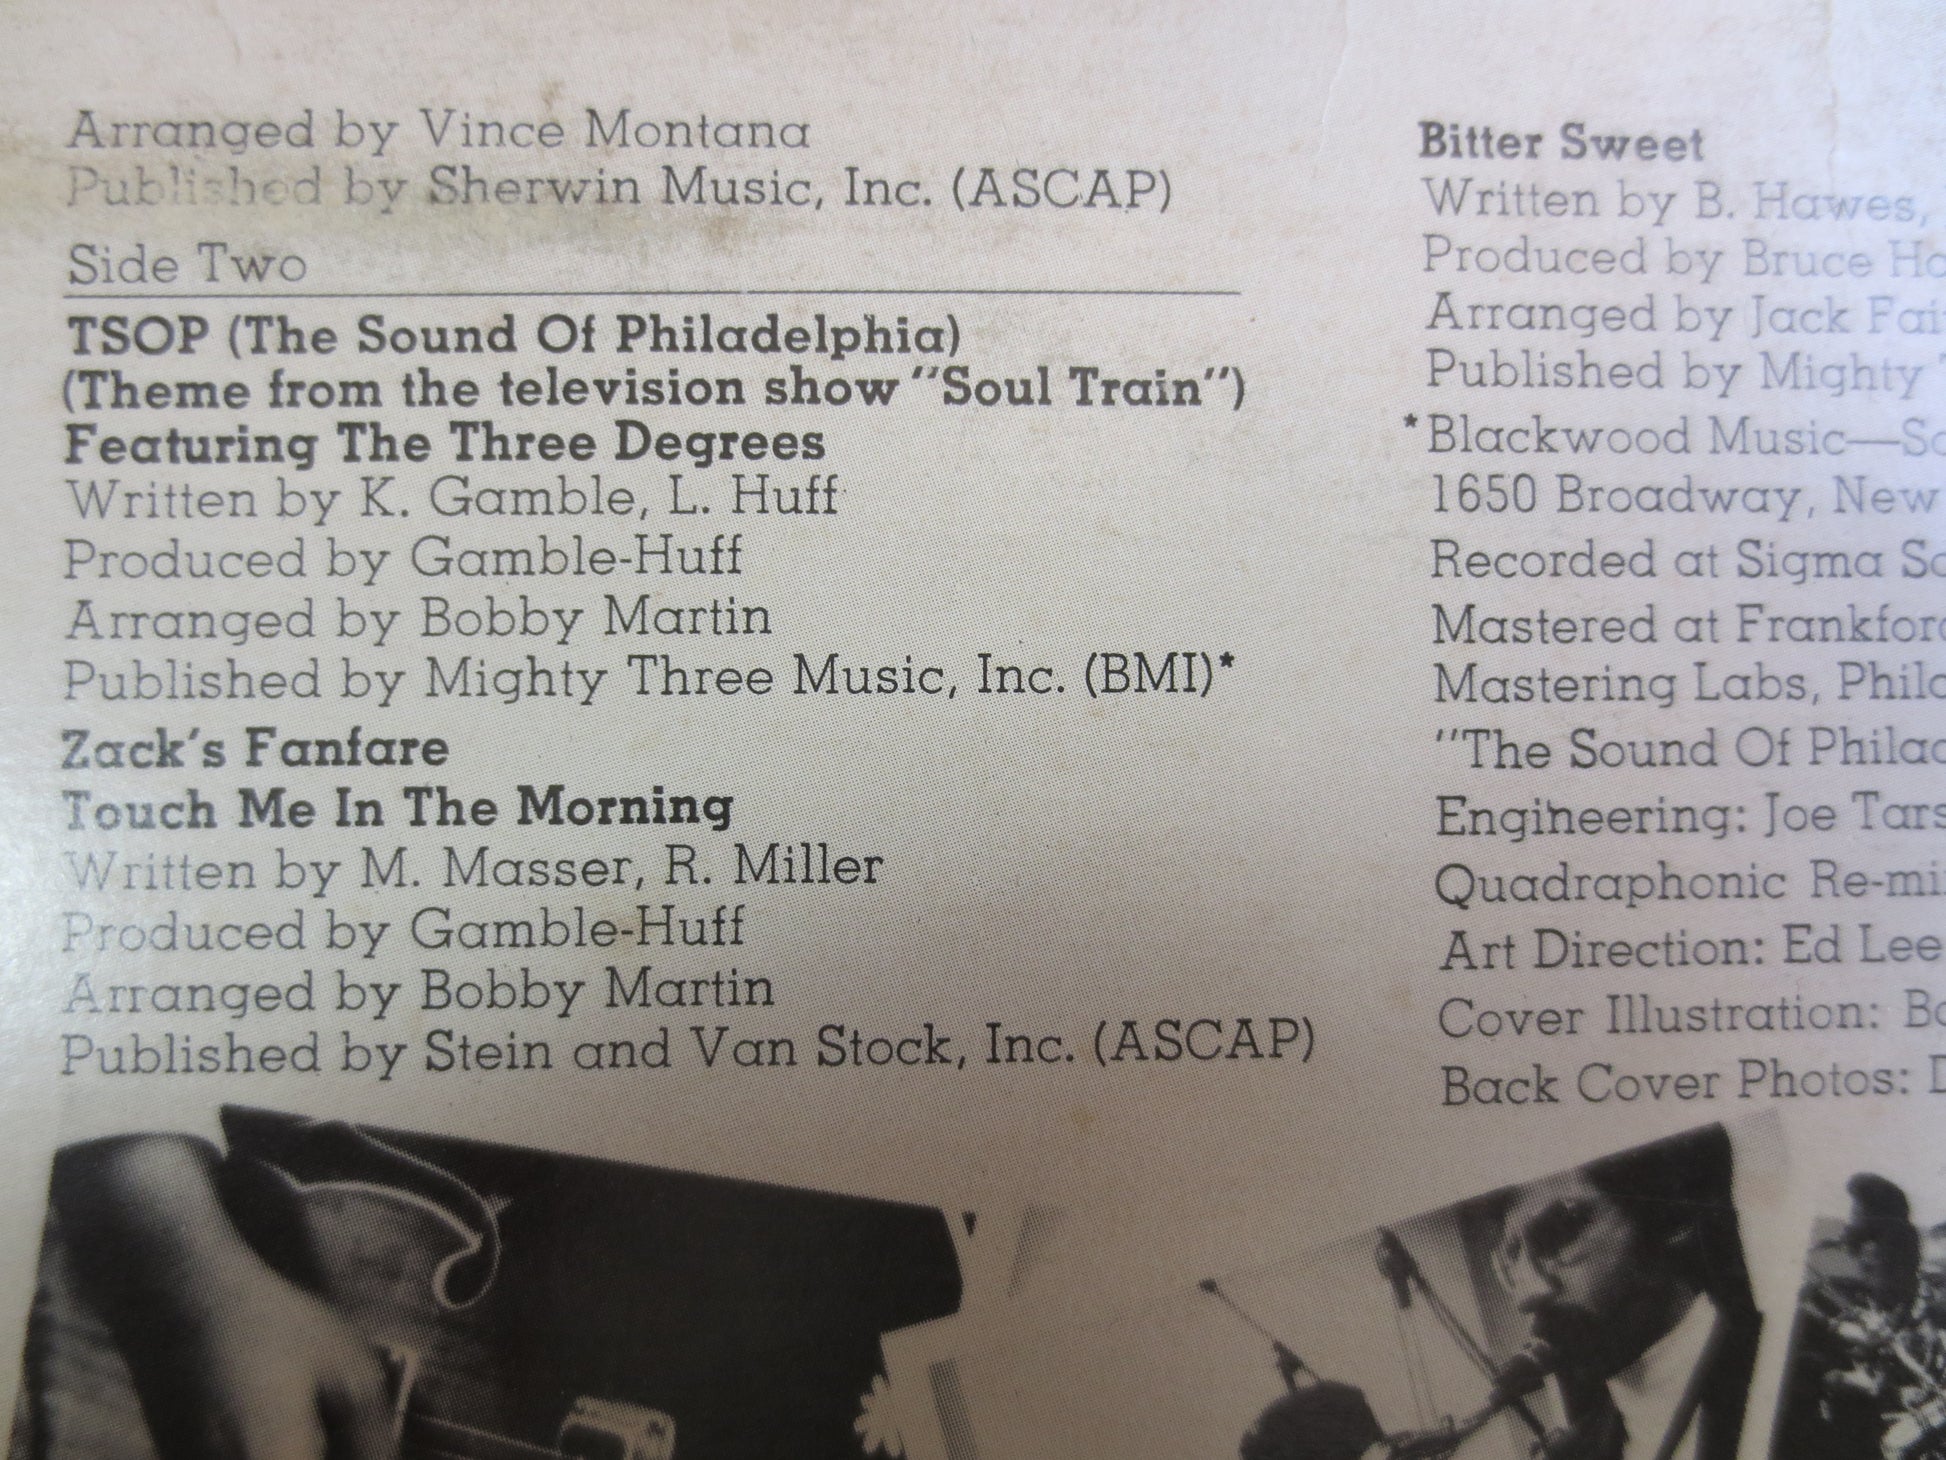 Arranged by Vince Montana
Published by Sherwin Music, Inc. (ASCAP)
Side Two
TSOP (The Sound Of Philadelphia)
(Theme from the television show "Soul Train")
Featuring The Three Degrees
Written by K. Gamble, L. Huff
Produced by Gamble-Huff
Arranged by Bobby Martin
Published by Mighty Three Music, Inc. (BMI)*
Zack's Fanfare
Touch Me In The Morning
Written by M. Masser, R. Miller
Produced by Gamble-Huff
Arranged by Bobby Martin
Published by Stein and Van Stock, Inc. (ASCAP)
Bitter Sweet
Written by B. Hawes,
Produced by Bruce
Arranged by Jack
Published by Mighty
*Blackwood Music—
1650 Broadway, New
Recorded at Sigma
Mastered at
Mastering Labs,
"The Sound Of
Engineering: Joe
Quadraphonic
Art Direction: Ed Lee
Cover Illustration:
Back Cover Photos: